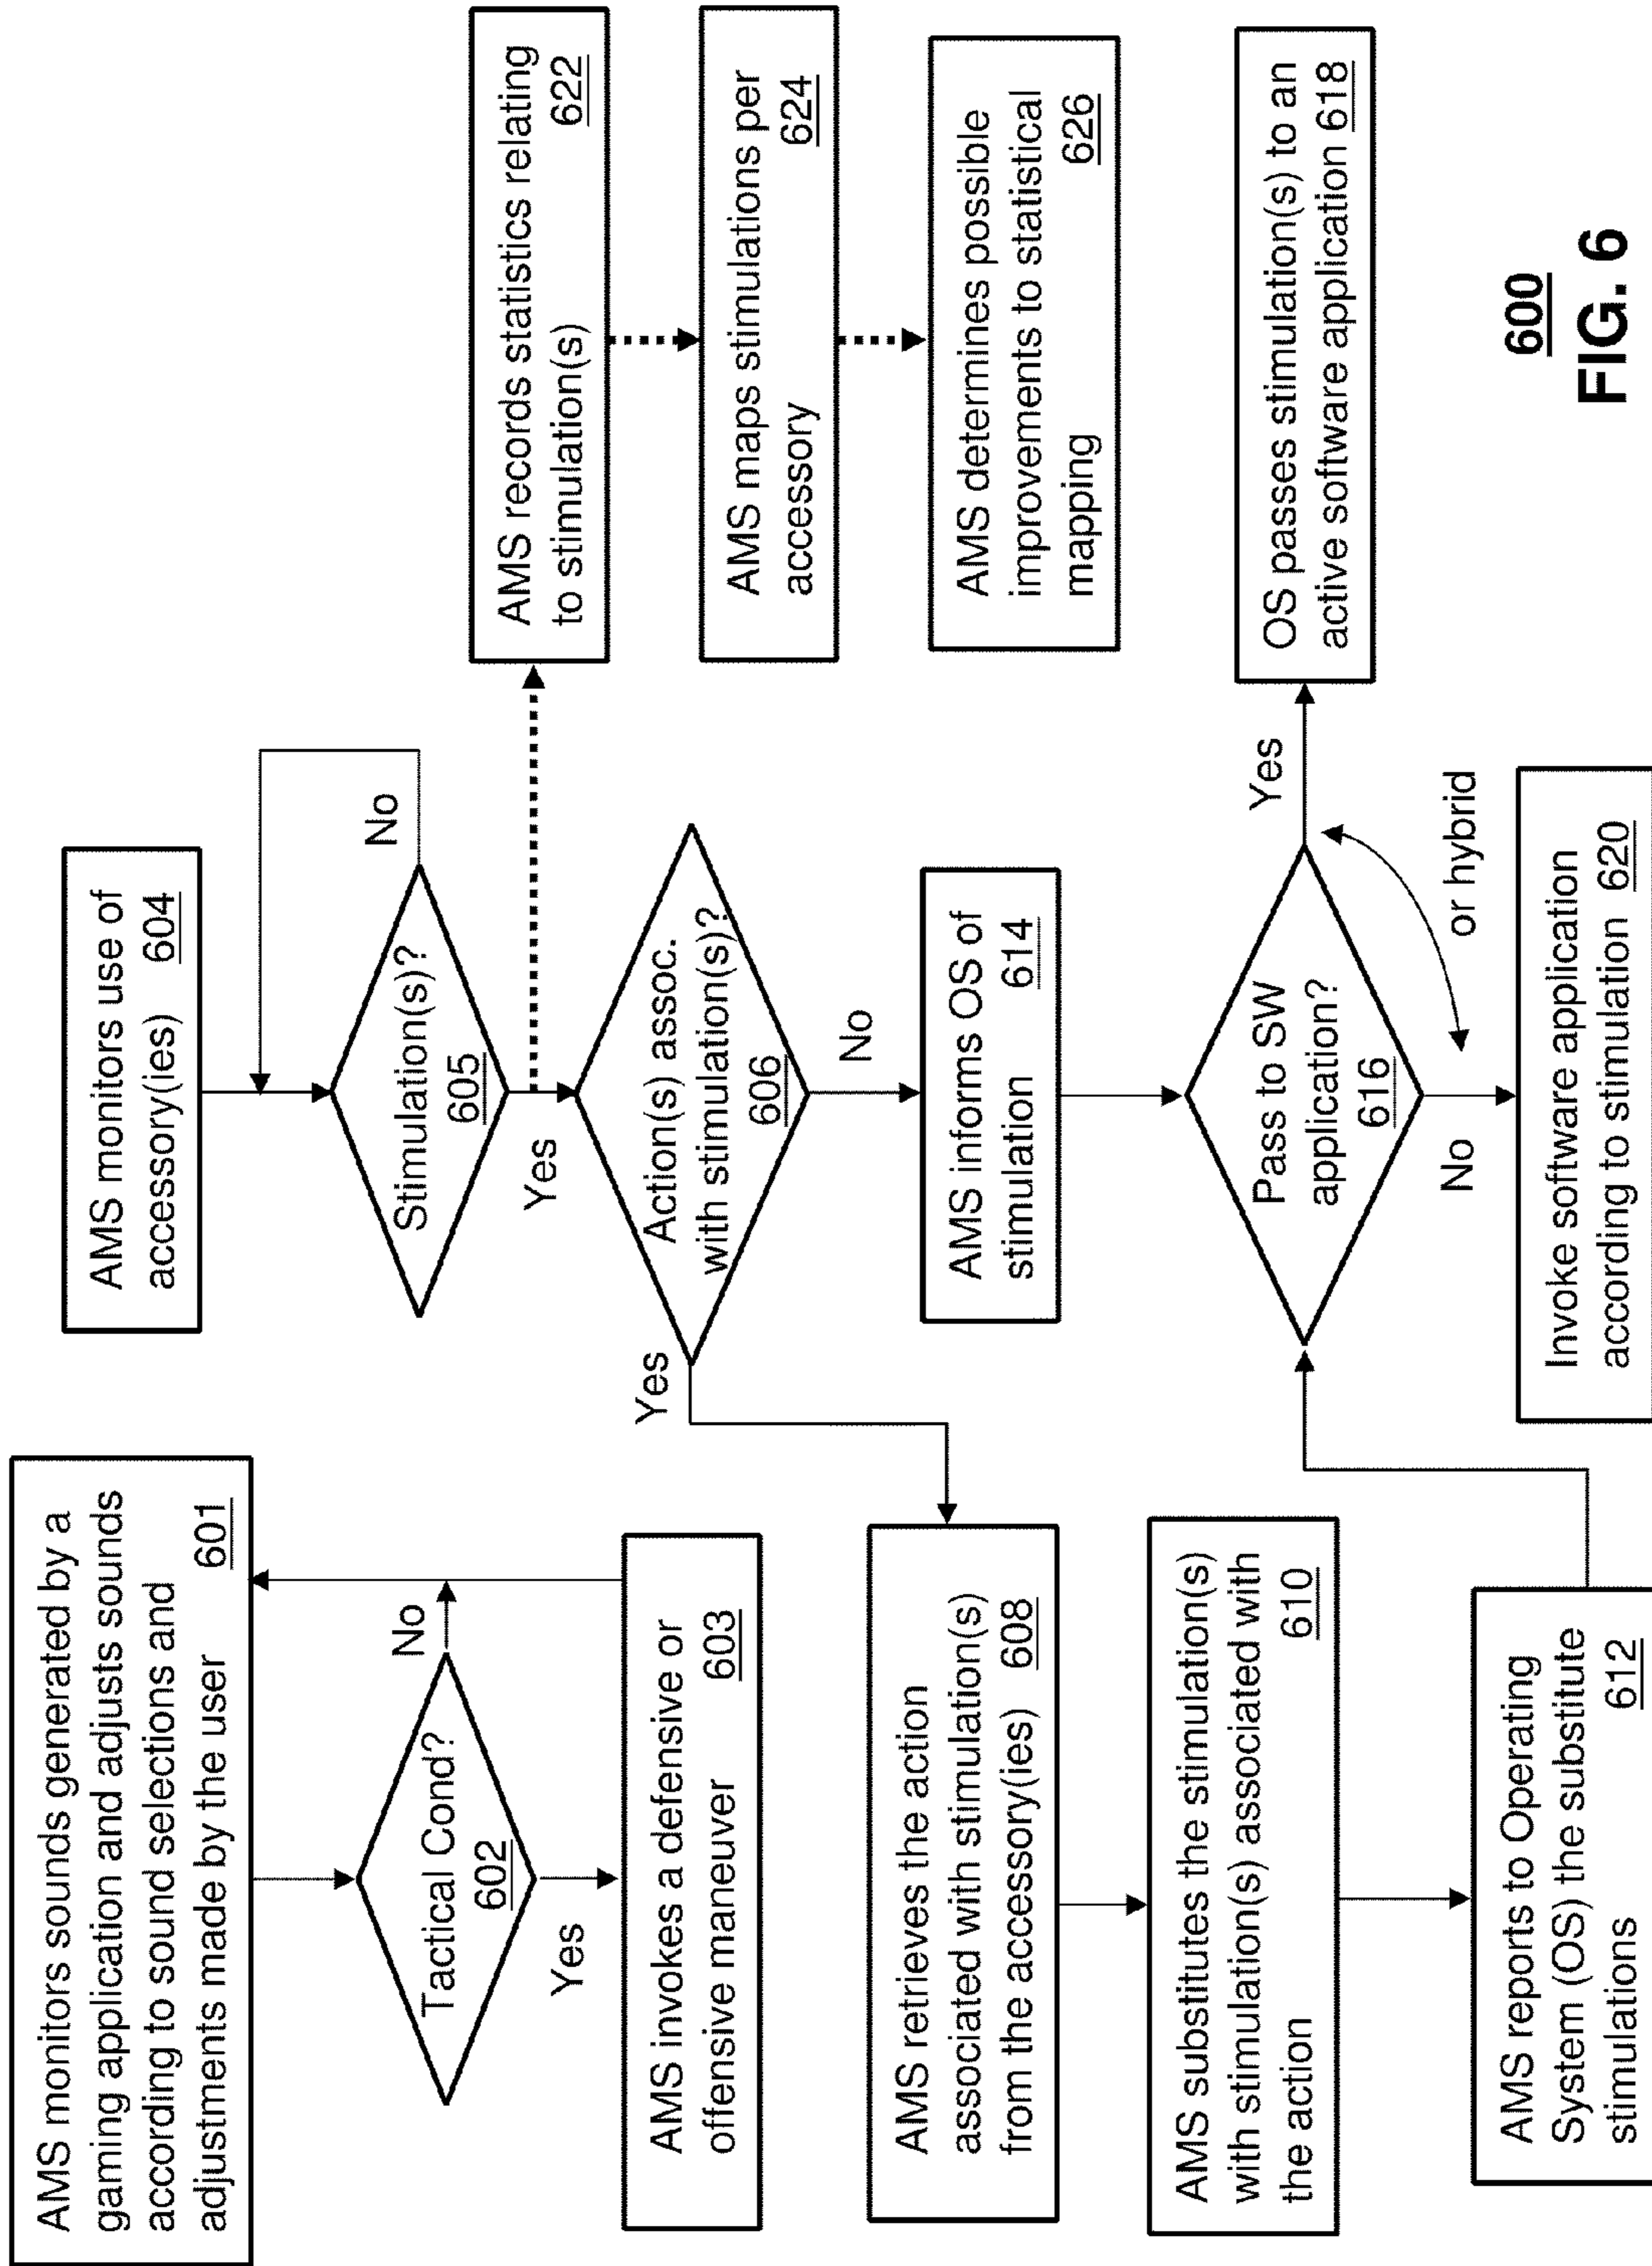 AMS monitors sounds generated by a
gaming application and adjusts sounds
according to sound selections and
adjustments made by the user 601
Tactical Cond?
602
No
Yes
AMS invokes a defensive or
offensive maneuver 603
AMS monitors use of
accessory(ies) 604
Stimulation(s)?
605
No
Yes
Action(s) assoc.
with stimulation(s)?
606
Yes
No
AMS retrieves the action
associated with stimulation(s)
from the accessory(ies) 608
AMS substitutes the stimulation(s)
with stimulation(s) associated with
the action 610
AMS reports to Operating
System (OS) the substitute
stimulations 612
AMS informs OS of
stimulation 614
Pass to SW
application?
616
Yes
No
or hybrid
OS passes stimulation(s) to an
active software application 618
Invoke software application
according to stimulation 620
AMS records statistics relating
to stimulation(s) 622
AMS maps stimulations per
accessory 624
AMS determines possible
improvements to statistical
mapping 626
600
FIG. 6